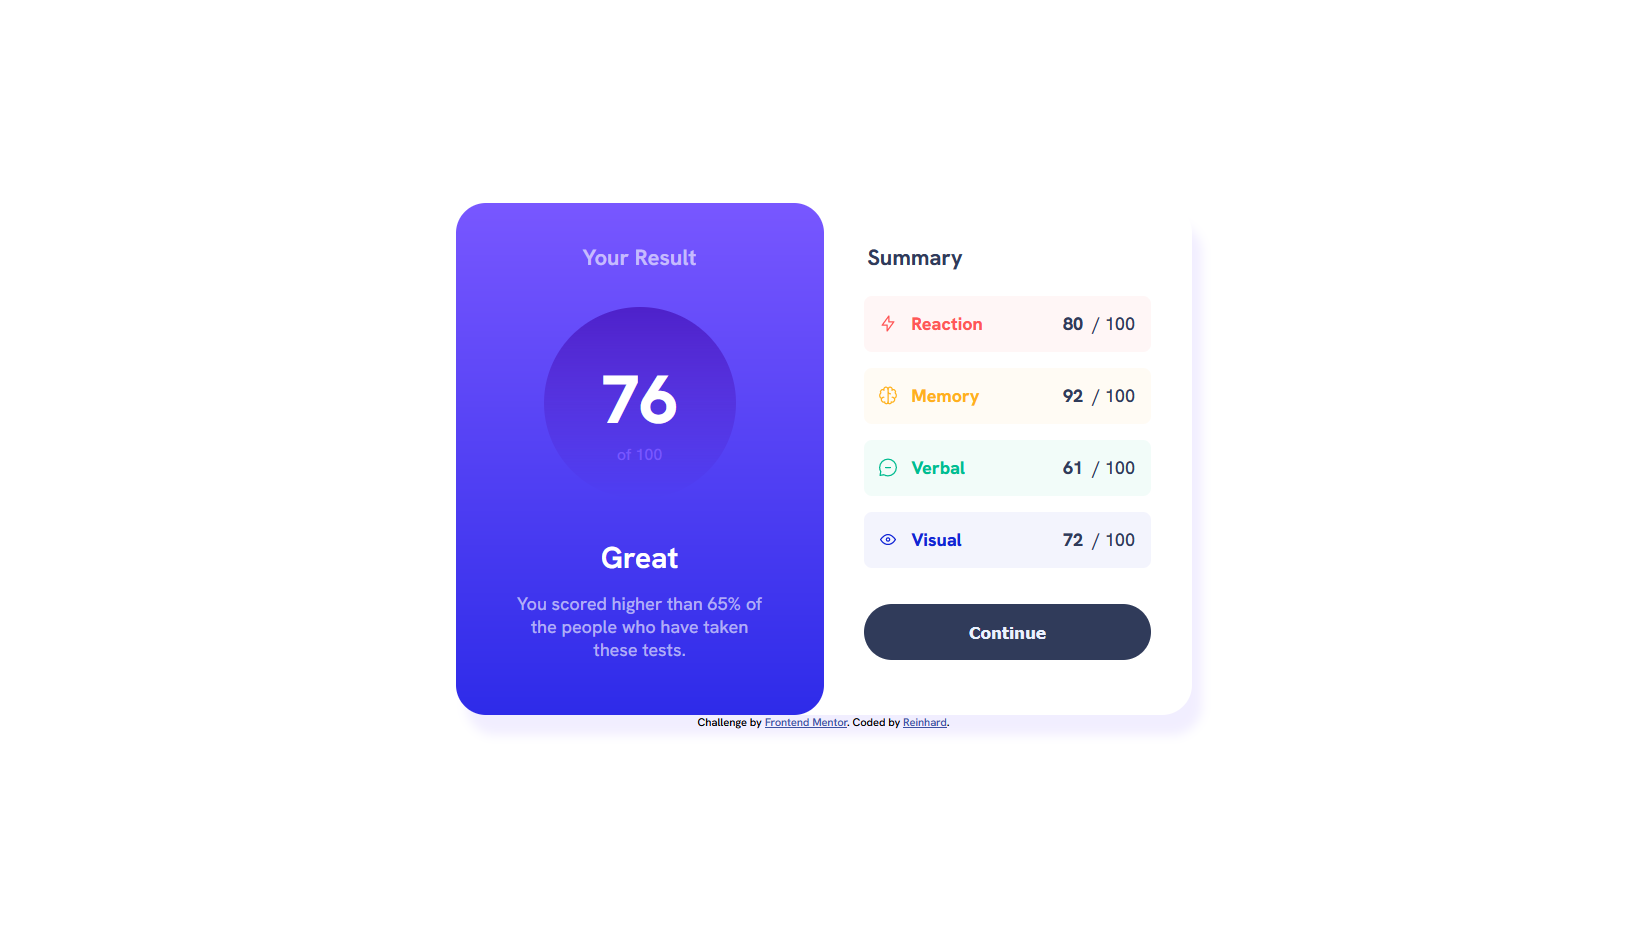 Your Result
76
of 100
Great
You scored higher than 65% of
the people who have taken
these tests.
Summary
Reaction 80 / 100
Memory 92 / 100
Verbal 61 / 100
Visual 72 / 100
Continue
Challenge by Frontend Mentor. Coded by Reinhard.